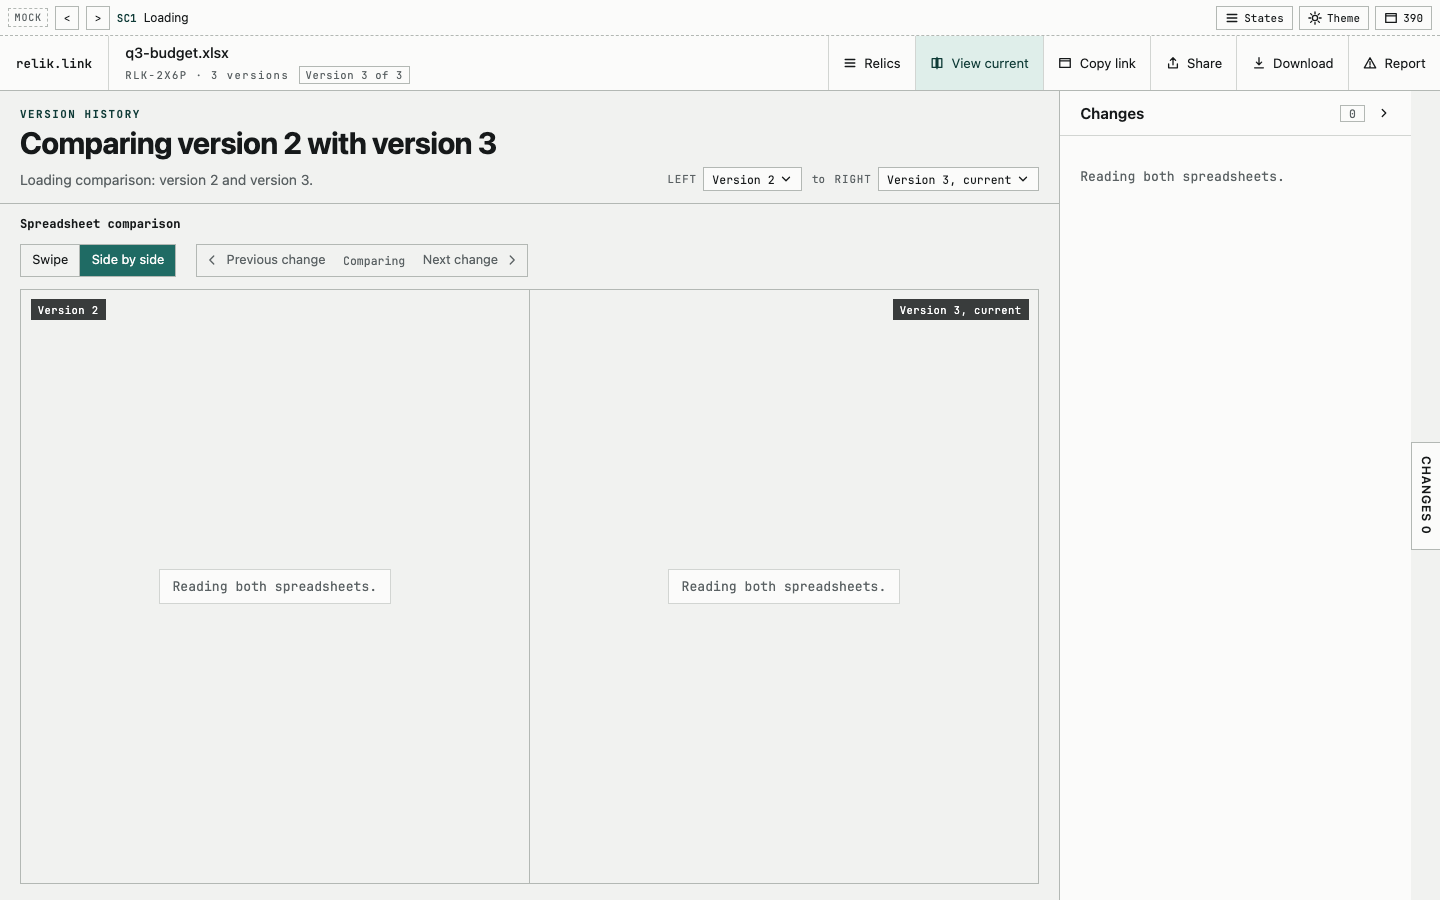 MOCK < > SC1 Loading States Theme 390
relik.link
q3-budget.xlsx
RLK-2X6P · 3 versions Version 3 of 3
Relics View current Copy link Share Download Report
VERSION HISTORY
Comparing version 2 with version 3
Loading comparison: version 2 and version 3.
LEFT Version 2 to RIGHT Version 3, current
Spreadsheet comparison
Swipe Side by side Previous change Comparing Next change
Version 2 Version 3, current
Reading both spreadsheets. Reading both spreadsheets.
Changes 0
Reading both spreadsheets.
CHANGES 0